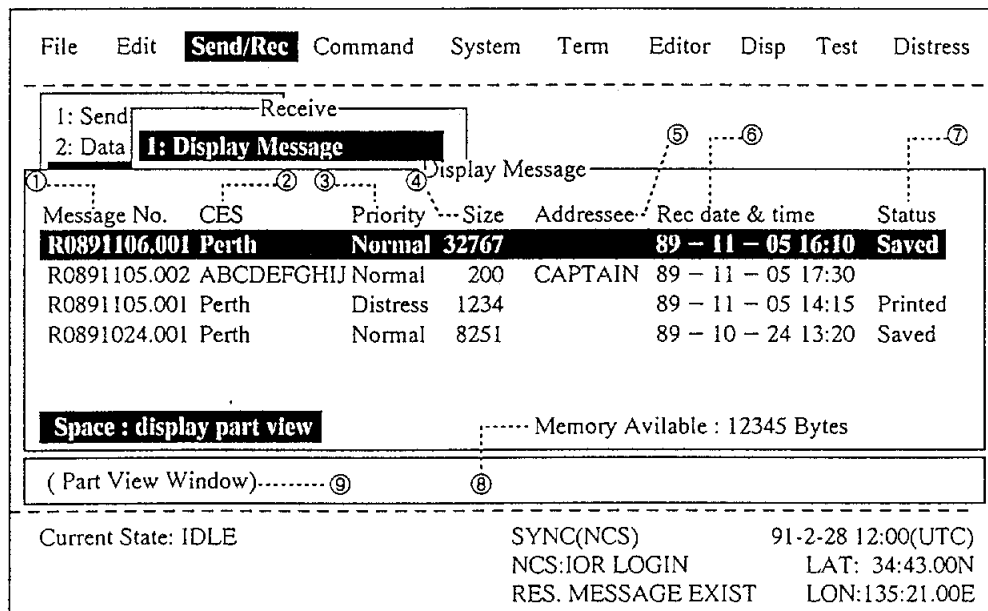 File Edit Send/Rec Command System Term Editor Disp Test Distress
1: Send Receive
2: Data 1: Display Message ⑤ ⑥ ⑦
① ② ③ ④ Display Message
Message No. CES Priority Size Addressee Rec date & time Status
R0891106.001 Perth Normal 32767 89 - 11 - 05 16:10 Saved
R0891105.002 ABCDEFGHIJ Normal 200 CAPTAIN 89 - 11 - 05 17:30
R0891105.001 Perth Distress 1234 89 - 11 - 05 14:15 Printed
R0891024.001 Perth Normal 8251 89 - 10 - 24 13:20 Saved
Space : display part view Memory Avilable : 12345 Bytes
( Part View Window) ⑨ ⑧
Current State: IDLE SYNC(NCS) 91-2-28 12:00(UTC)
NCS:IOR LOGIN LAT: 34:43.00N
RES. MESSAGE EXIST LON:135:21.00E